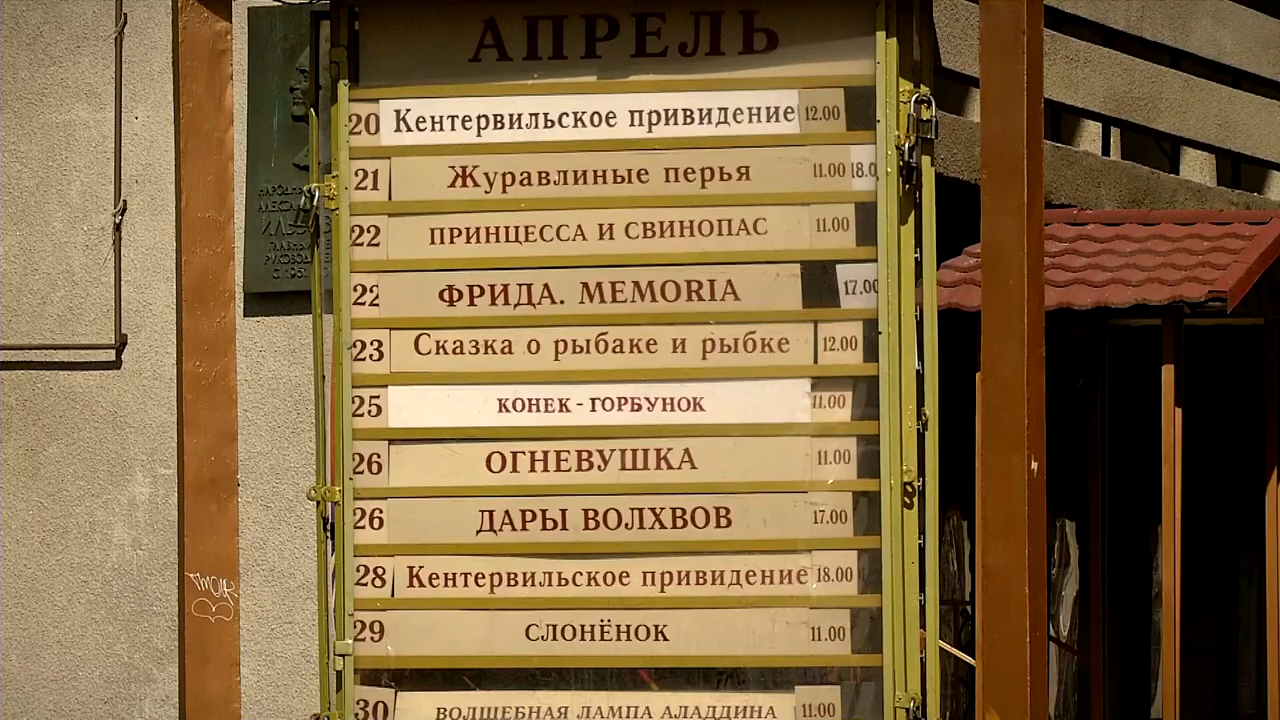 АПРЕЛЬ
20 Кентервильское привидение 12.00
21 Журавлиные перья 11.00 18.0
22 ПРИНЦЕССА И СВИНОПАС 11.00
22 ФРИДА. MEMORIA 17.00
23 Сказка о рыбаке и рыбке 12.00
25 КОНЕК - ГОРБУНОК 11.00
26 ОГНЕВУШКА 11.00
26 ДАРЫ ВОЛХВОВ 17.00
28 Кентервильское привидение 18.00
29 СЛОНЁНОК 11.00
30 ВОЛШЕБНАЯ ЛАМПА АЛАДДИНА 11.00